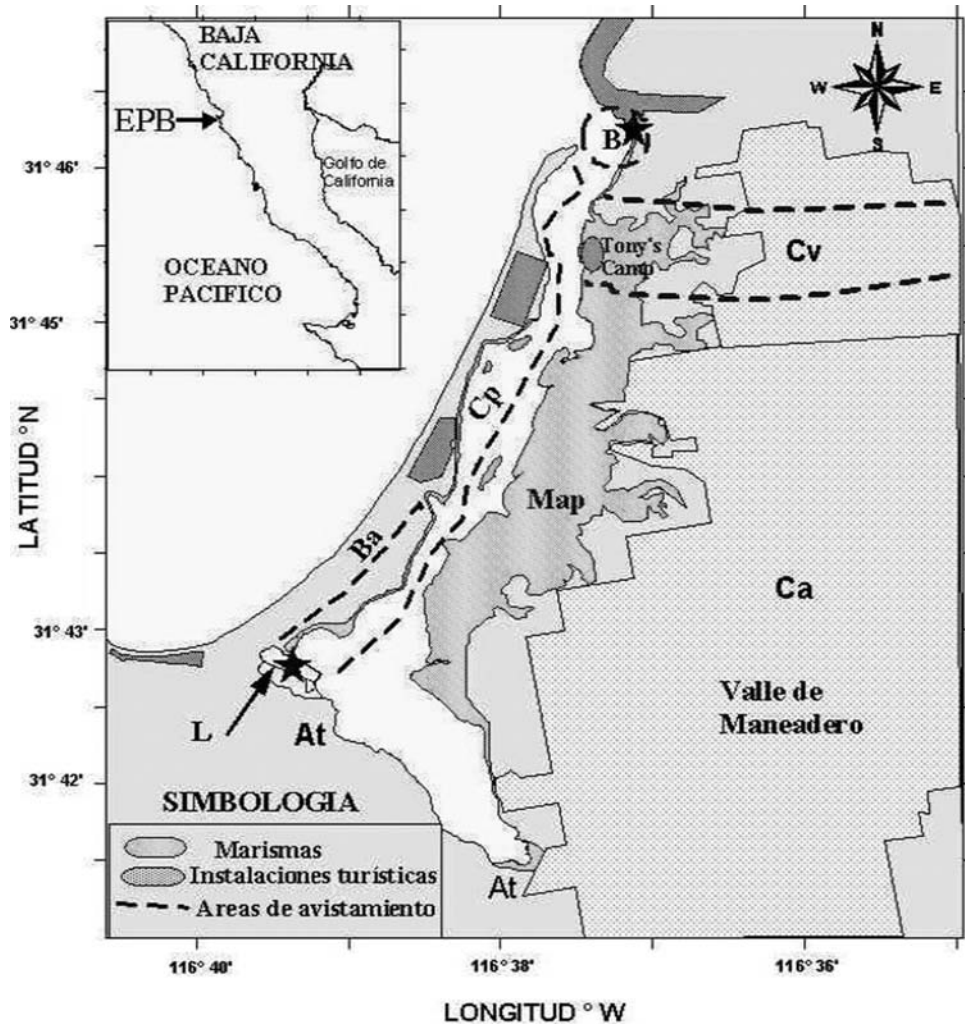 BAJA
CALIFORNIA
EPB
Golfo de
California
OCEANO
PACIFICO
N
W E
S
B
Tony's
Camp
Cv
Cp
Map
Ba
Ca
Valle de
Maneadero
L
At
At
SIMBOLOGIA
Marismas
Instalaciones turísticas
Areas de avistamiento
LATITUD °N
31° 46'
31° 45'
31° 43'
31° 42'
116° 40'
116° 38'
116° 36'
LONGITUD ° W